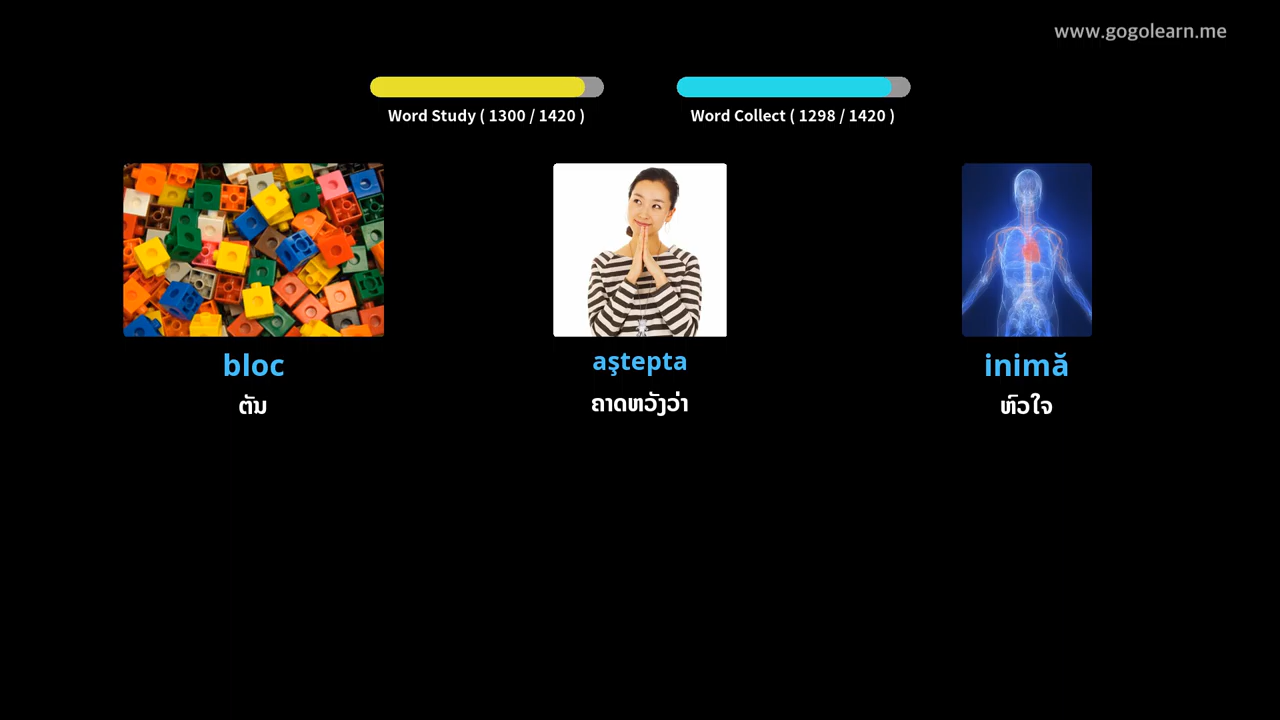 www.gogolearn.me
Word Study ( 1300 / 1420 )
Word Collect ( 1298 / 1420 )
bloc
aştepta
inimă
ຕັນ
ຄາດຫວັງວ່າ
ຫົວໃຈ